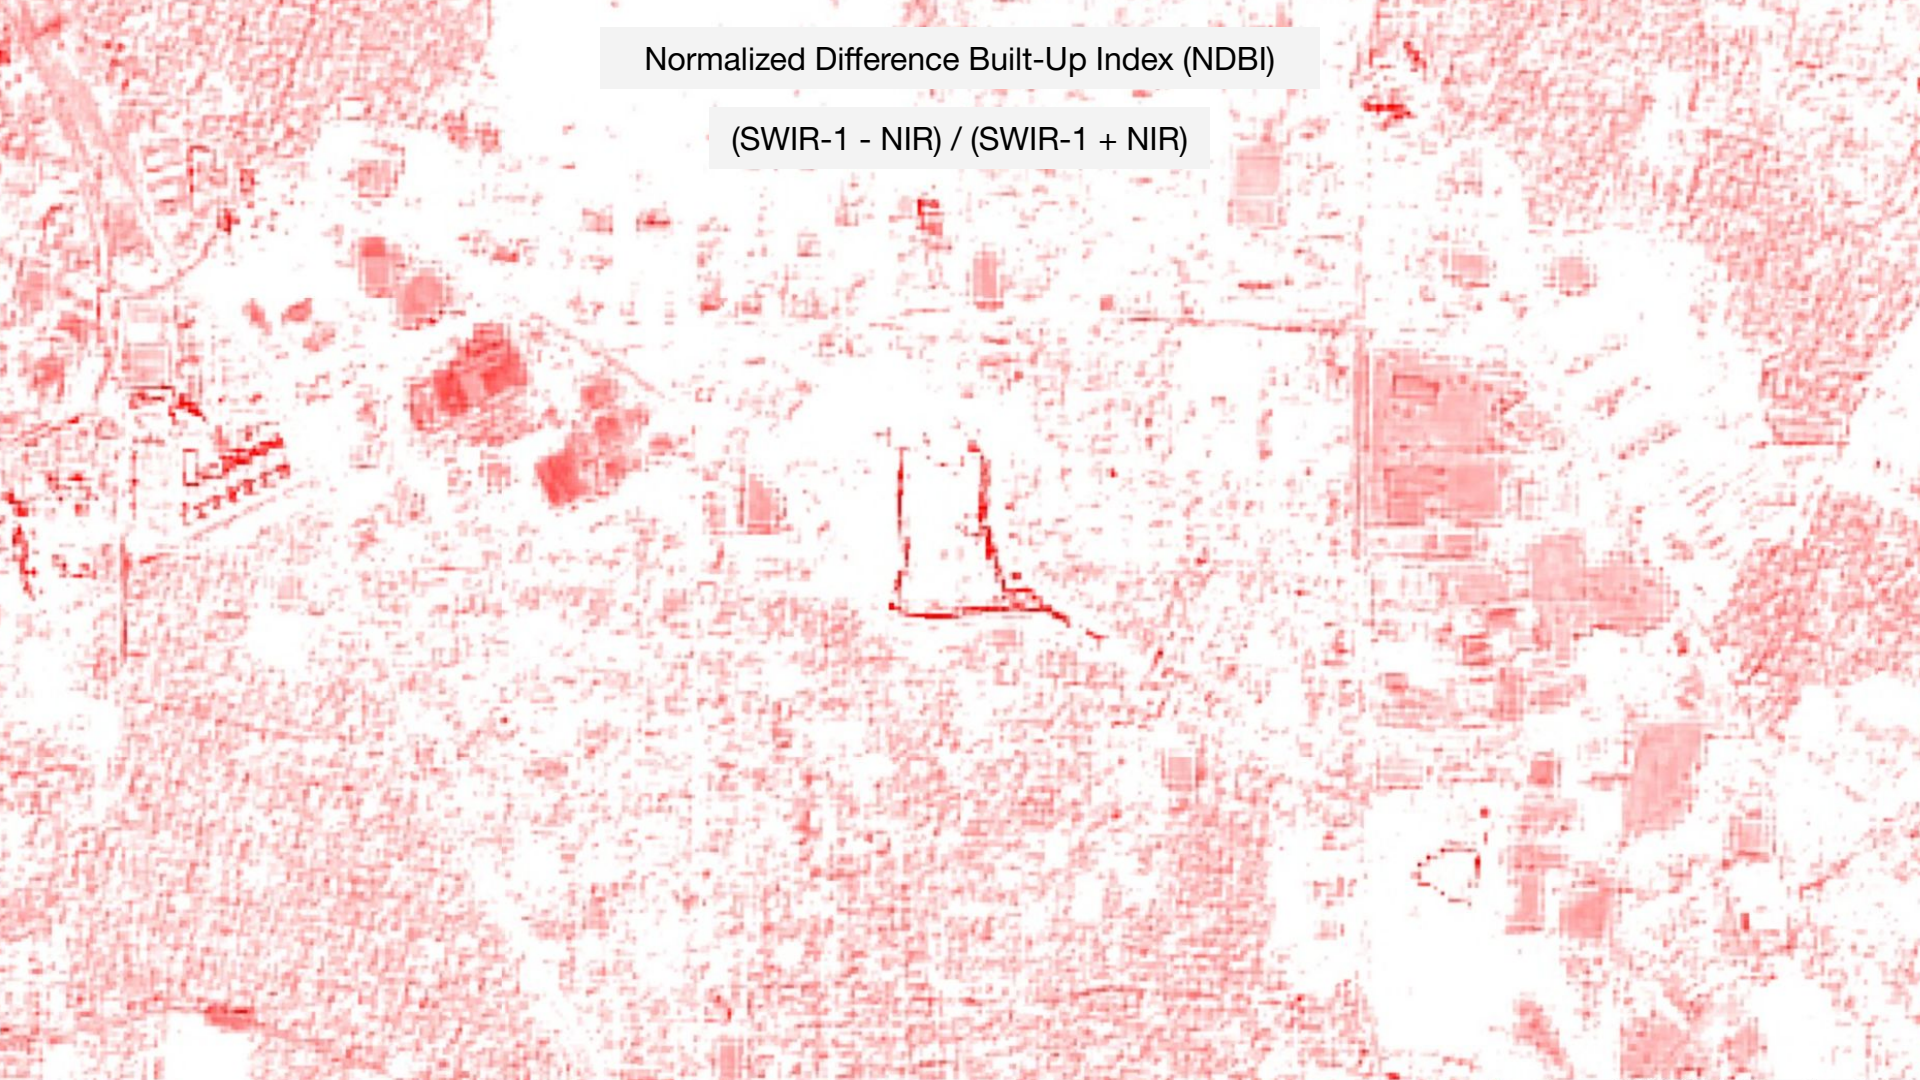 Normalized Difference Built-Up Index (NDBI)
(SWIR-1 - NIR) / (SWIR-1 + NIR)